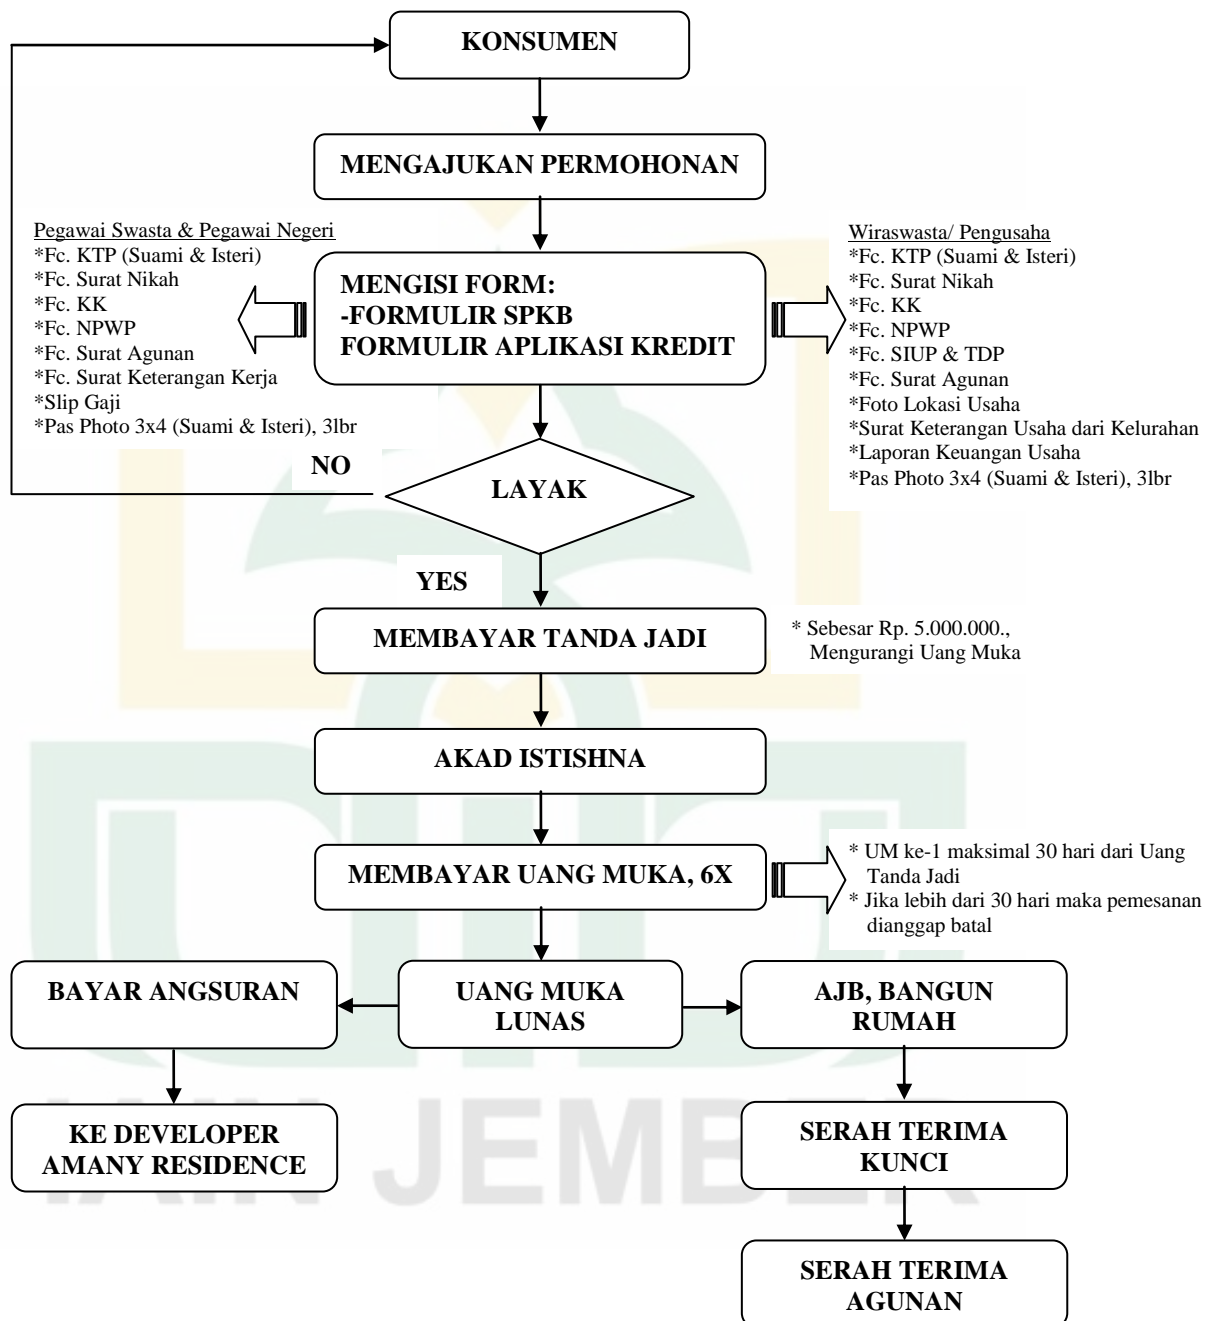 KONSUMEN
MENGAJUKAN PERMOHONAN
Pegawai Swasta & Pegawai Negeri
*Fc. KTP (Suami & Isteri)
*Fc. Surat Nikah
*Fc. KK
*Fc. NPWP
*Fc. Surat Agunan
*Fc. Surat Keterangan Kerja
*Slip Gaji
*Pas Photo 3x4 (Suami & Isteri), 3lbr
MENGISI FORM:
-FORMULIR SPKB
FORMULIR APLIKASI KREDIT
Wiraswasta/ Pengusaha
*Fc. KTP (Suami & Isteri)
*Fc. Surat Nikah
*Fc. KK
*Fc. NPWP
*Fc. SIUP & TDP
*Fc. Surat Agunan
*Foto Lokasi Usaha
*Surat Keterangan Usaha dari Kelurahan
*Laporan Keuangan Usaha
*Pas Photo 3x4 (Suami & Isteri), 3lbr
NO
LAYAK
YES
MEMBAYAR TANDA JADI
* Sebesar Rp. 5.000.000.,
Mengurangi Uang Muka
AKAD ISTISHNA
MEMBAYAR UANG MUKA, 6X
* UM ke-1 maksimal 30 hari dari Uang
Tanda Jadi
* Jika lebih dari 30 hari maka pemesanan
dianggap batal
BAYAR ANGSURAN
UANG MUKA
LUNAS
AJB, BANGUN
RUMAH
KE DEVELOPER
AMANY RESIDENCE
SERAH TERIMA
KUNCI
IAIN JEMBER
SERAH TERIMA
AGUNAN